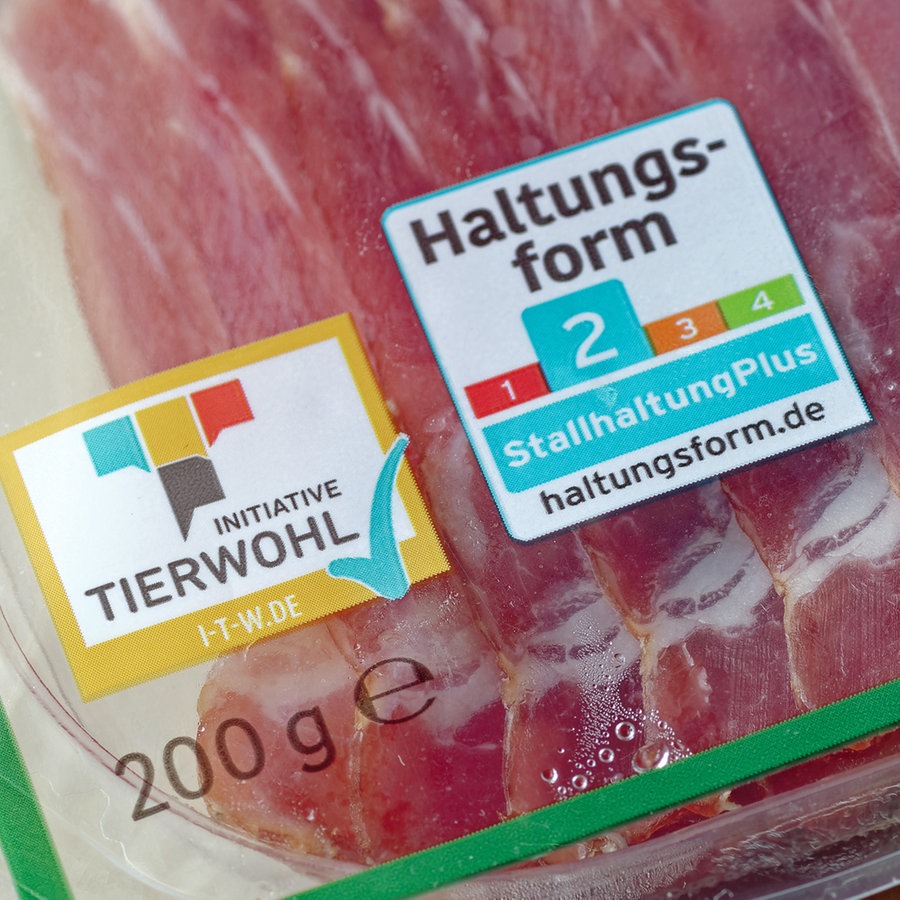 Haltungs-
form
1 2 3 4
StallhaltungPlus
haltungsform.de
INITIATIVE
TIERWOHL
I-T-W.DE
200 g ℮